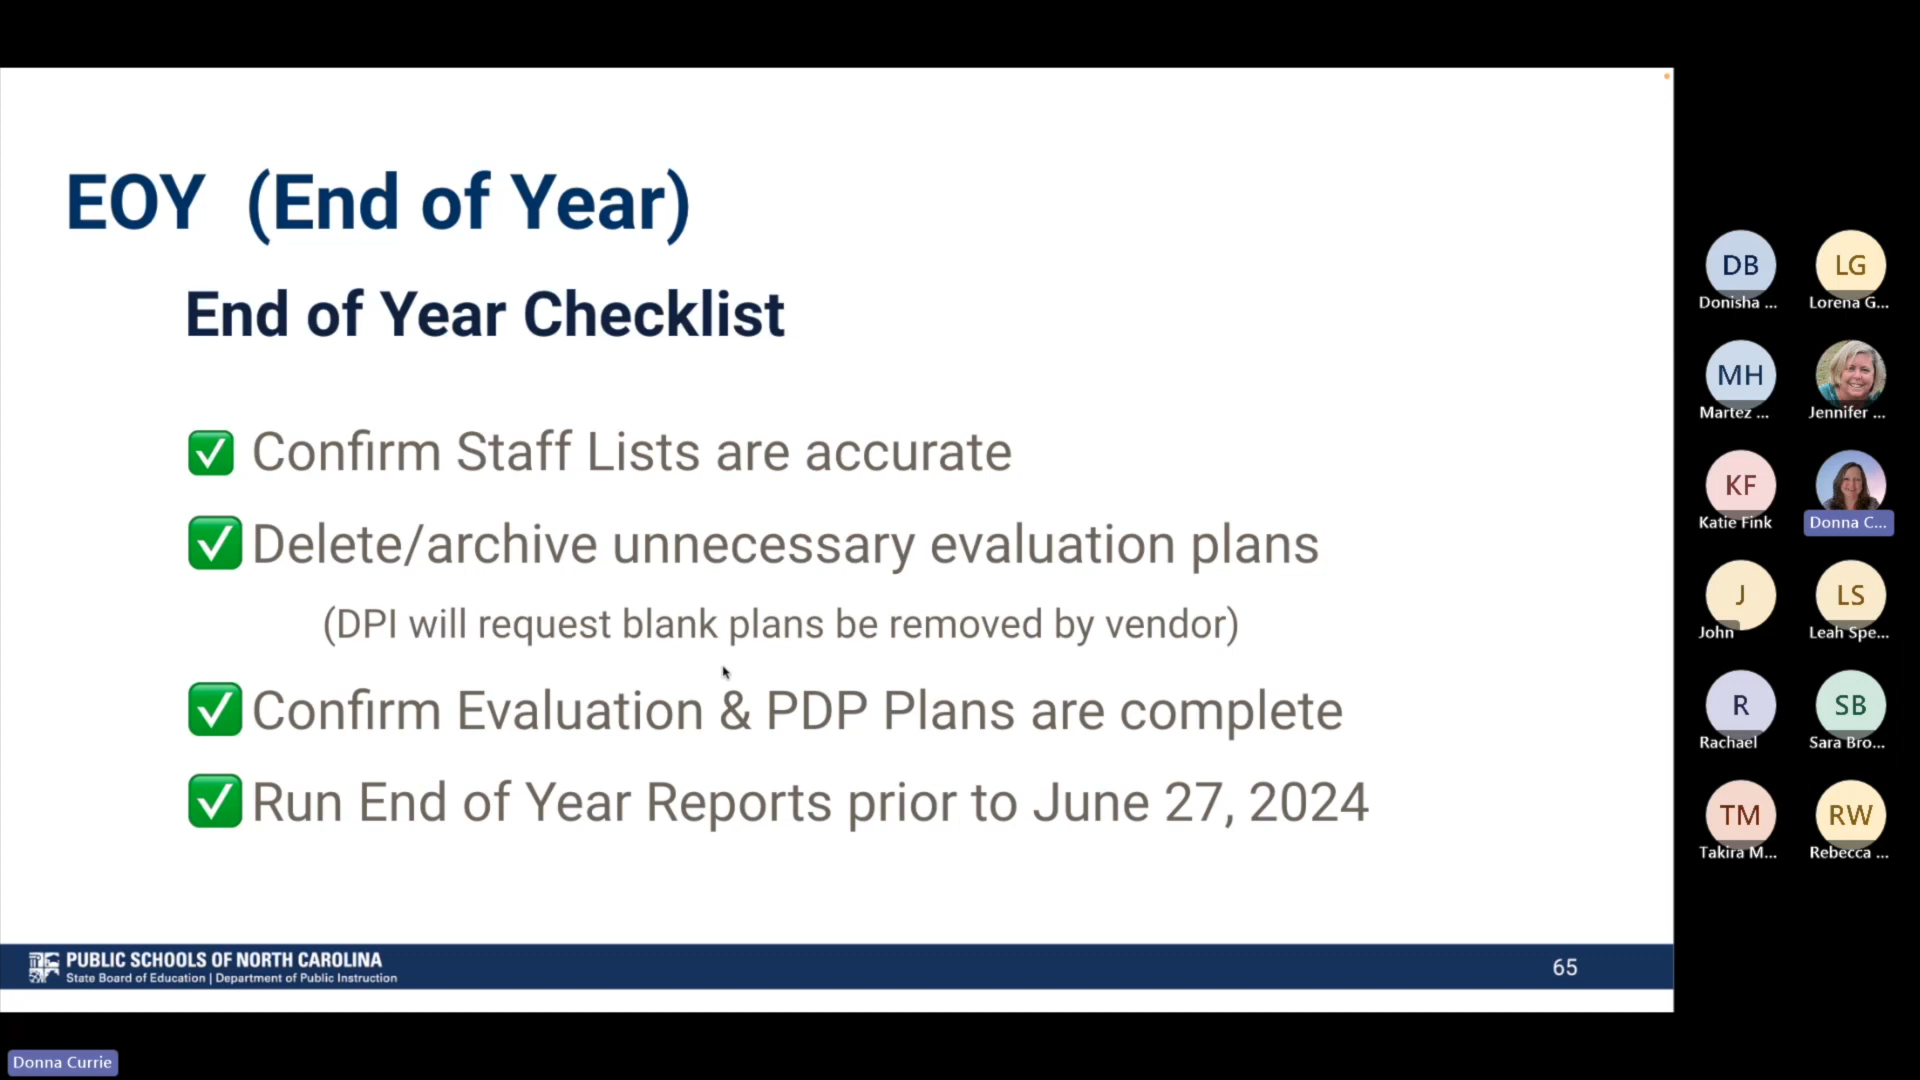 EOY (End of Year)
End of Year Checklist
✅ Confirm Staff Lists are accurate
✅ Delete/archive unnecessary evaluation plans
(DPI will request blank plans be removed by vendor)
✅ Confirm Evaluation & PDP Plans are complete
✅ Run End of Year Reports prior to June 27, 2024
PUBLIC SCHOOLS OF NORTH CAROLINA
State Board of Education | Department of Public Instruction
65
DB
Donisha ...
LG
Lorena G...
MH
Martez ...
Jennifer ...
KF
Katie Fink
Donna C...
J
John
LS
Leah Spe...
R
Rachael
SB
Sara Bro...
TM
Takira M...
RW
Rebecca ...
Donna Currie